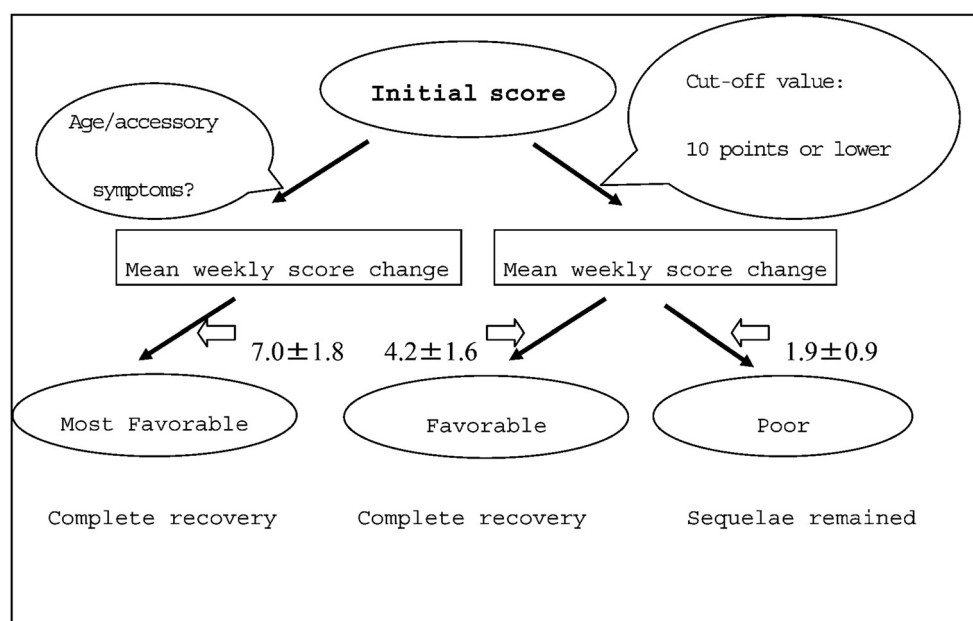 Initial score
Age/accessory
symptoms?
Cut-off value:
10 points or lower
Mean weekly score change
Mean weekly score change
7.0±1.8
4.2±1.6
1.9±0.9
Most Favorable
Favorable
Poor
Complete recovery
Complete recovery
Sequelae remained